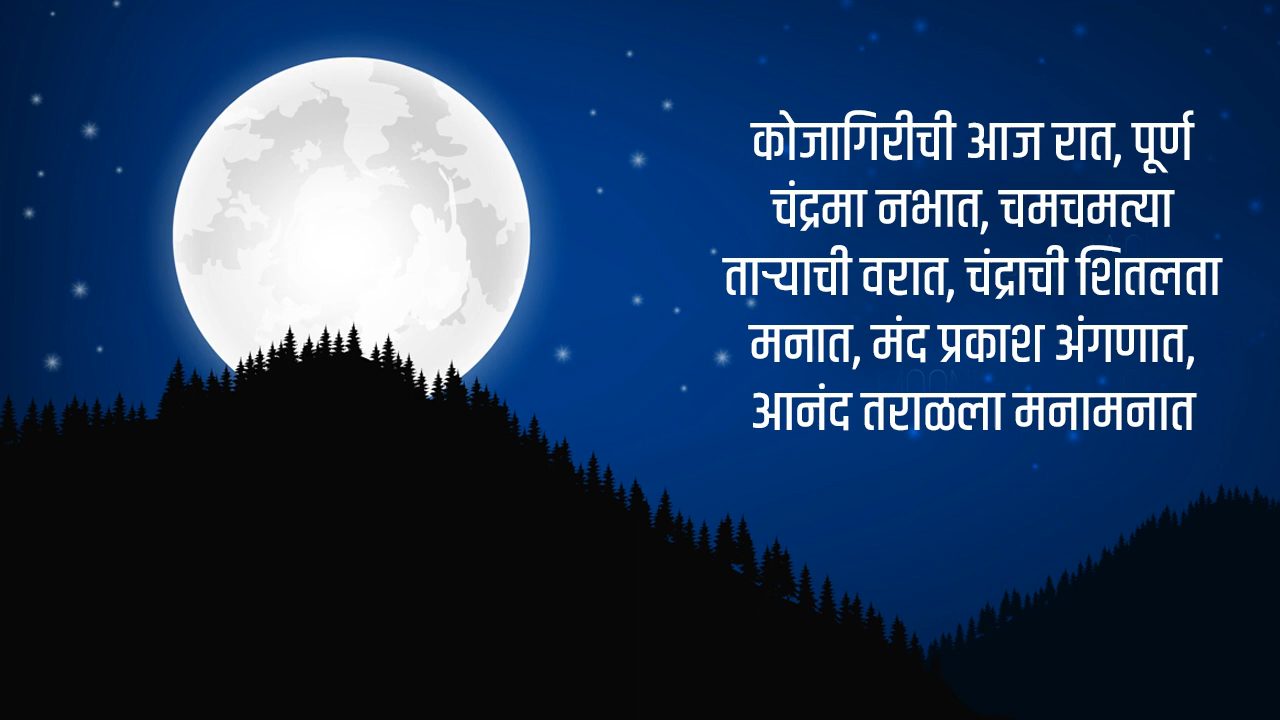 कोजागिरीची आज रात, पूर्ण
चंद्रमा नभात, चमचमत्या
ताऱ्याची वरात, चंद्राची शितलता
मनात, मंद प्रकाश अंगणात,
आनंद तराळला मनामनात